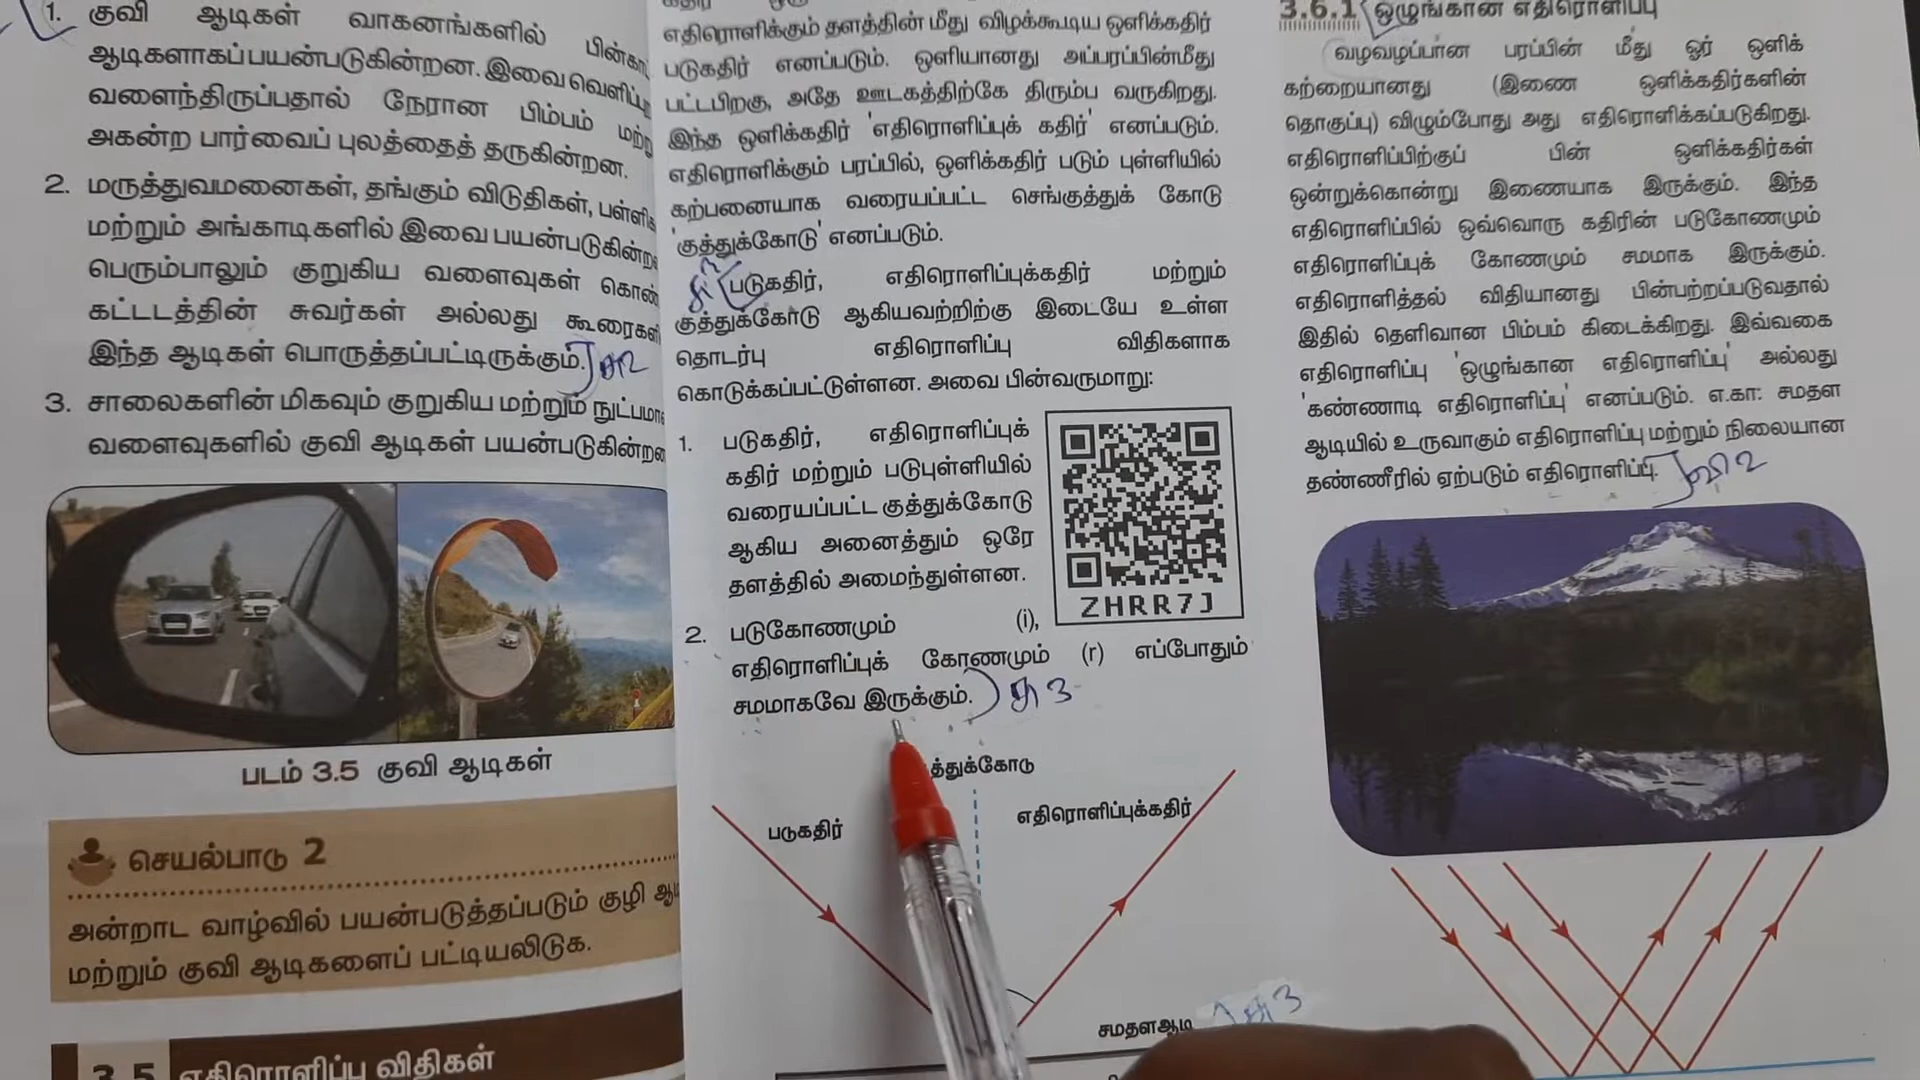 1. குவி ஆடிகள் வாகனங்களில்
ஆடிகளாகப் பயன்படுகின்றன. இவை
வளைந்திருப்பதால் நேரான பிம்பம்
அகன்ற பார்வைப் புலத்தைத் தருகின்றன.
2. மருத்துவமனைகள், தங்கும் விடுதிகள்,
மற்றும் அங்காடிகளில் இவை
பெரும்பாலும் குறுகிய வளைவுகள்
கட்டடத்தின் சுவர்கள் அல்லது
இந்த ஆடிகள் பொருத்தப்பட்டிருக்கும்.
3. சாலைகளின் மிகவும் குறுகிய மற்றும்
வளைவுகளில் குவி ஆடிகள்
படம் 3.5 குவி ஆடிகள்
செயல்பாடு 2
அன்றாட வாழ்வில் பயன்படுத்தப்படும் குழி
மற்றும் குவி ஆடிகளைப் பட்டியலிடுக.
3.5 எதிரொளிப்பு விதிகள்
எதிரொளிக்கும் தளத்தின் மீது விழக்கூடிய ஒளிக்கதிர்
படுகதிர் எனப்படும். ஒளியானது அப்பரப்பின்மீது
பட்டபிறகு, அதே ஊடகத்திற்கே திரும்ப வருகிறது.
இந்த ஒளிக்கதிர் 'எதிரொளிப்புக் கதிர்' எனப்படும்.
எதிரொளிக்கும் பரப்பில், ஒளிக்கதிர் படும் புள்ளியில்
கற்பனையாக வரையப்பட்ட செங்குத்துக் கோடு
'குத்துக்கோடு' எனப்படும்.
படுகதிர், எதிரொளிப்புக்கதிர் மற்றும்
குத்துக்கோடு ஆகியவற்றிற்கு இடையே உள்ள
தொடர்பு எதிரொளிப்பு விதிகளாக
கொடுக்கப்பட்டுள்ளன. அவை பின்வருமாறு:
1. படுகதிர், எதிரொளிப்புக்
கதிர் மற்றும் படுபுள்ளியில்
வரையப்பட்ட குத்துக்கோடு
ஆகிய அனைத்தும் ஒரே
தளத்தில் அமைந்துள்ளன.
ZHRR7J
2. படுகோணமும் (i),
எதிரொளிப்புக் கோணமும் (r) எப்போதும்
சமமாகவே இருக்கும்.
படுகதிர்
எதிரொளிப்புக்கதிர்
சமதளஆடி
3.6.1 ஒழுங்கான எதிரொளிப்பு
வழவழப்பான பரப்பின் மீது ஓர் ஒளிக்
கற்றையானது (இணை ஒளிக்கதிர்களின்
தொகுப்பு) விழும்போது அது எதிரொளிக்கப்படுகிறது.
எதிரொளிப்பிற்குப் பின் ஒளிக்கதிர்கள்
ஒன்றுக்கொன்று இணையாக இருக்கும். இந்த
எதிரொளிப்பில் ஒவ்வொரு கதிரின் படுகோணமும்
எதிரொளிப்புக் கோணமும் சமமாக இருக்கும்.
எதிரொளித்தல் விதியானது பின்பற்றப்படுவதால்
இதில் தெளிவான பிம்பம் கிடைக்கிறது. இவ்வகை
எதிரொளிப்பு 'ஒழுங்கான எதிரொளிப்பு' அல்லது
'கண்ணாடி எதிரொளிப்பு' எனப்படும். எ.கா: சமதள
ஆடியில் உருவாகும் எதிரொளிப்பு மற்றும் நிலையான
தண்ணீரில் ஏற்படும் எதிரொளிப்பு.